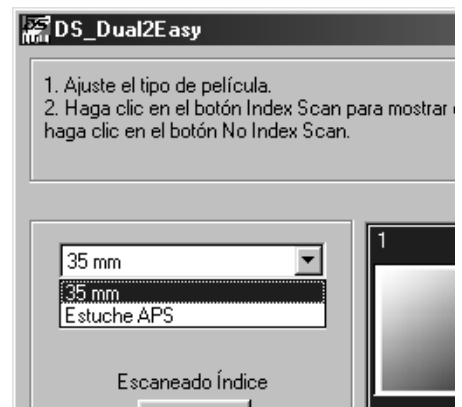 DS_Dual2Easy
1. Ajuste el tipo de película.
2. Haga clic en el botón Index Scan para mostrar
haga clic en el botón No Index Scan.
1
35 mm
35 mm
Estuche APS
Escaneado Índice